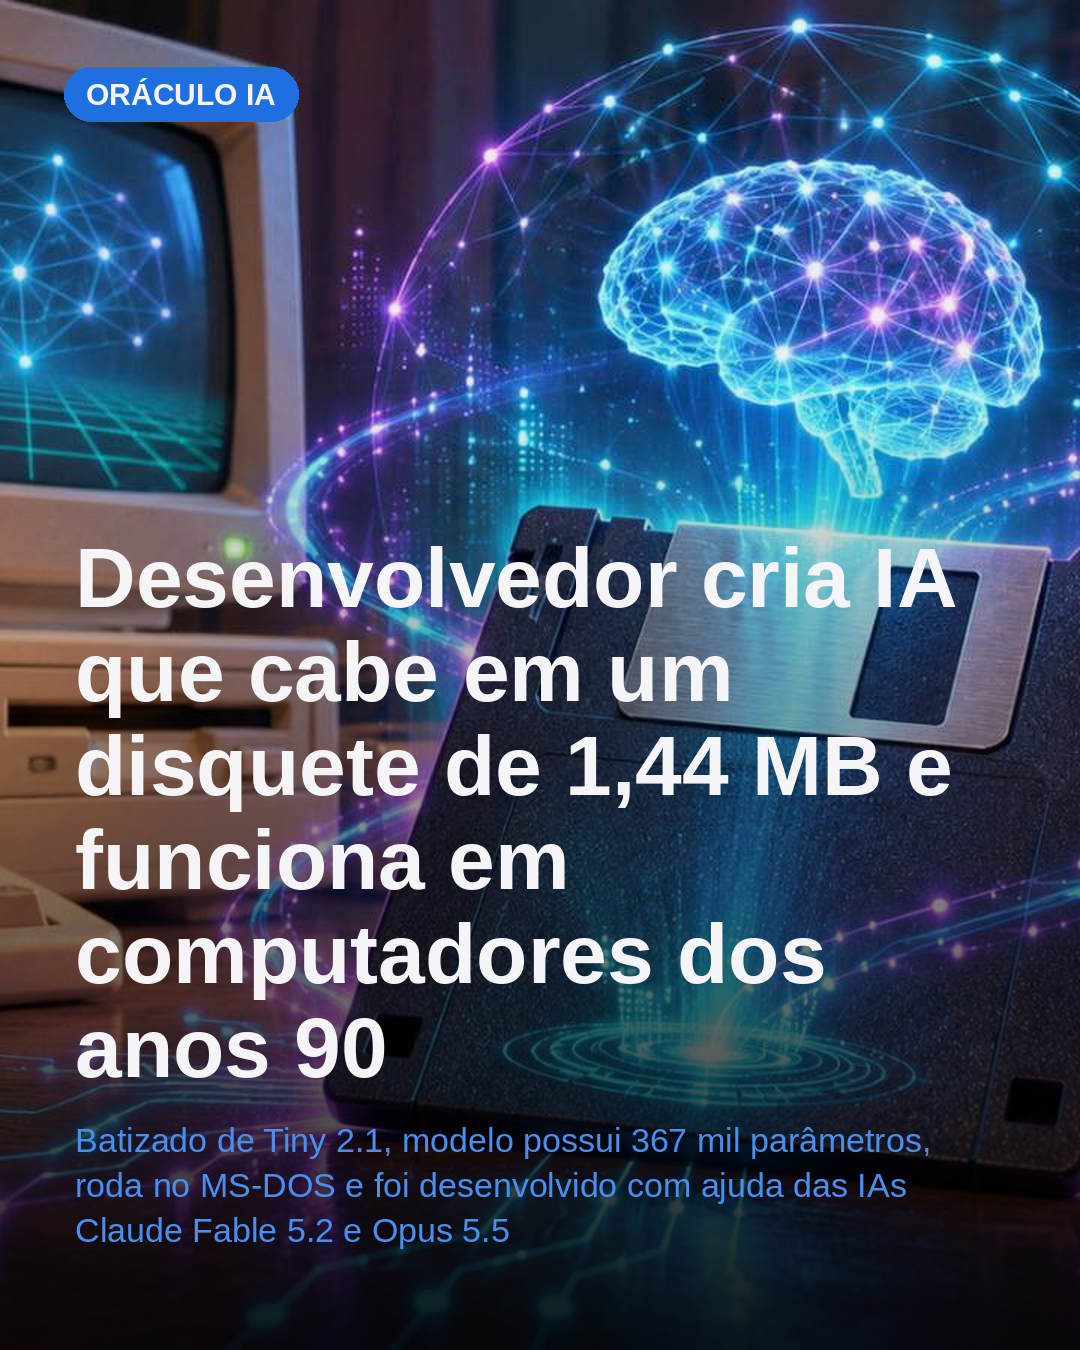 ORÁCULO IA
Desenvolvedor cria IA
que cabe em um
disquete de 1,44 MB e
funciona em
computadores dos
anos 90
Batizado de Tiny 2.1, modelo possui 367 mil parâmetros,
roda no MS-DOS e foi desenvolvido com ajuda das IAs
Claude Fable 5.2 e Opus 5.5